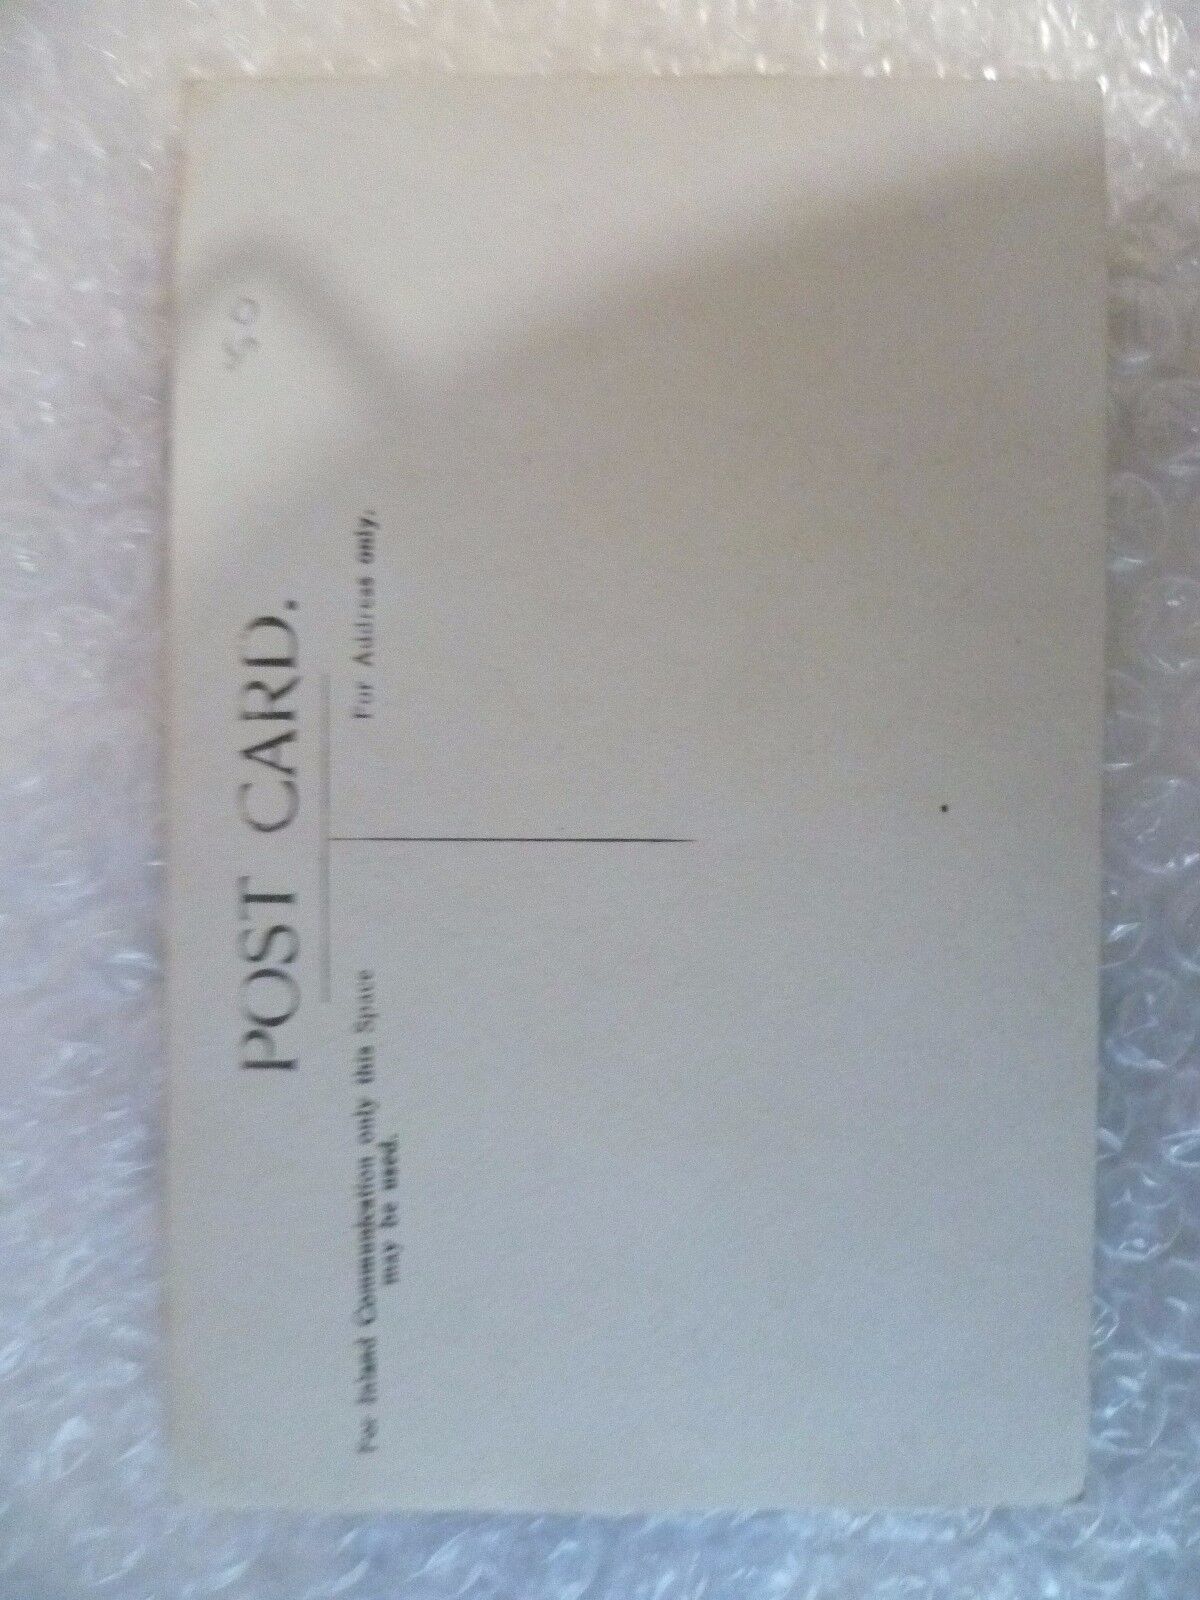 POST CARD.
For Inland Communication only this Space
may be used.
For Address only.